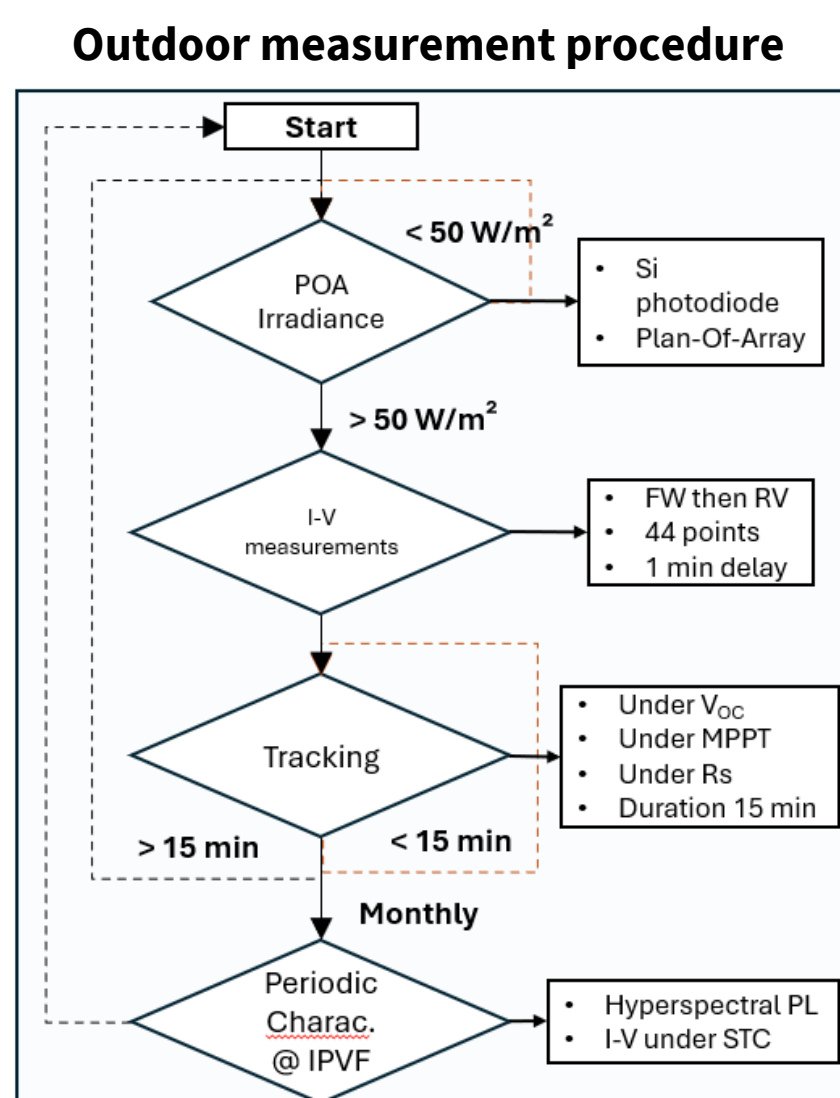 Outdoor measurement procedure
Start
< 50 W/m²
POA
Irradiance
• Si
photodiode
• Plan-Of-Array
> 50 W/m²
I-V
measurements
• FW then RV
• 44 points
• 1 min delay
Tracking
• Under VOC
• Under MPPT
• Under Rs
• Duration 15 min
> 15 min
< 15 min
Monthly
Periodic
Charac.
@ IPVF
• Hyperspectral PL
• I-V under STC